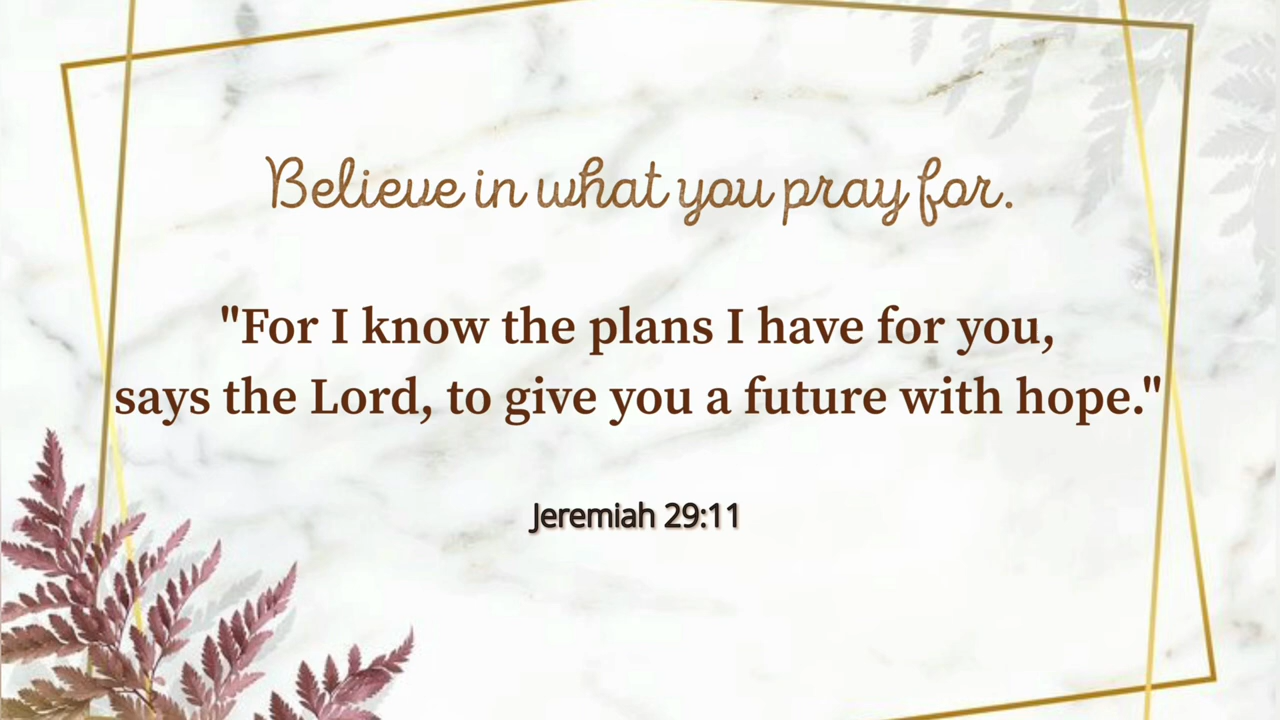 Believe in what you pray for.
"For I know the plans I have for you,
says the Lord, to give you a future with hope."
Jeremiah 29:11